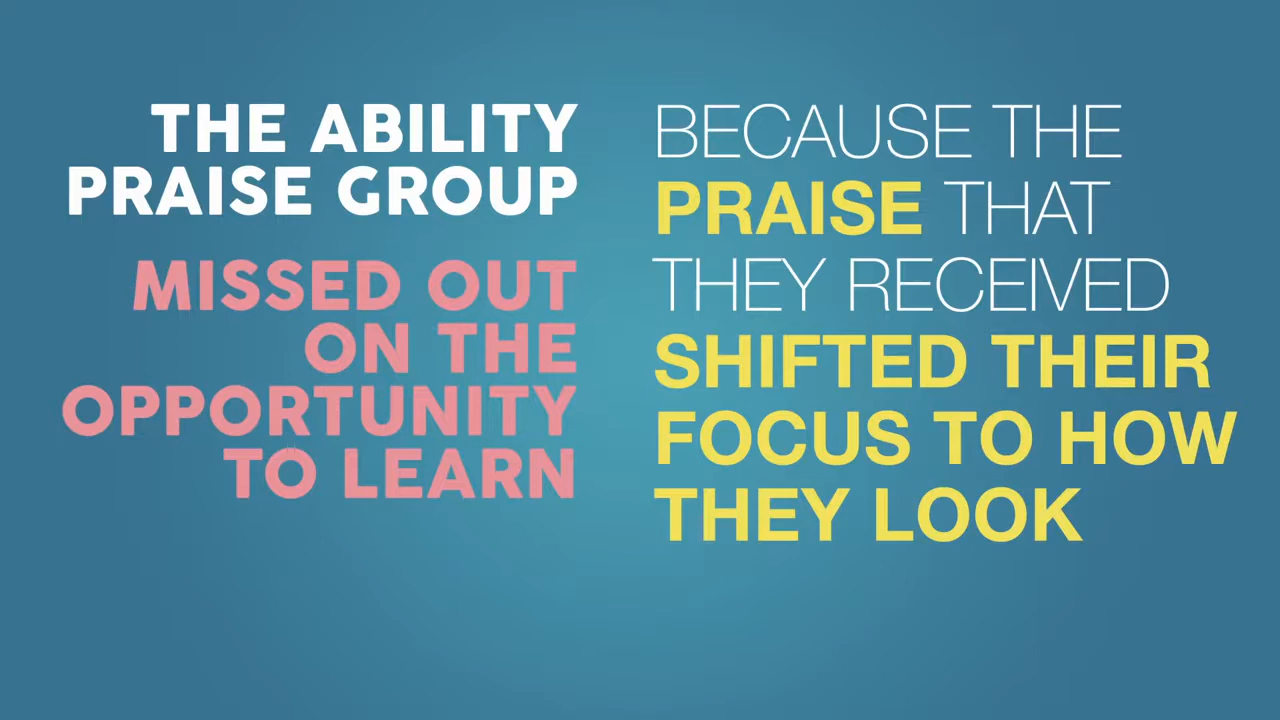 THE ABILITY
PRAISE GROUP
MISSED OUT
ON THE
OPPORTUNITY
TO LEARN
BECAUSE THE
PRAISE THAT
THEY RECEIVED
SHIFTED THEIR
FOCUS TO HOW
THEY LOOK